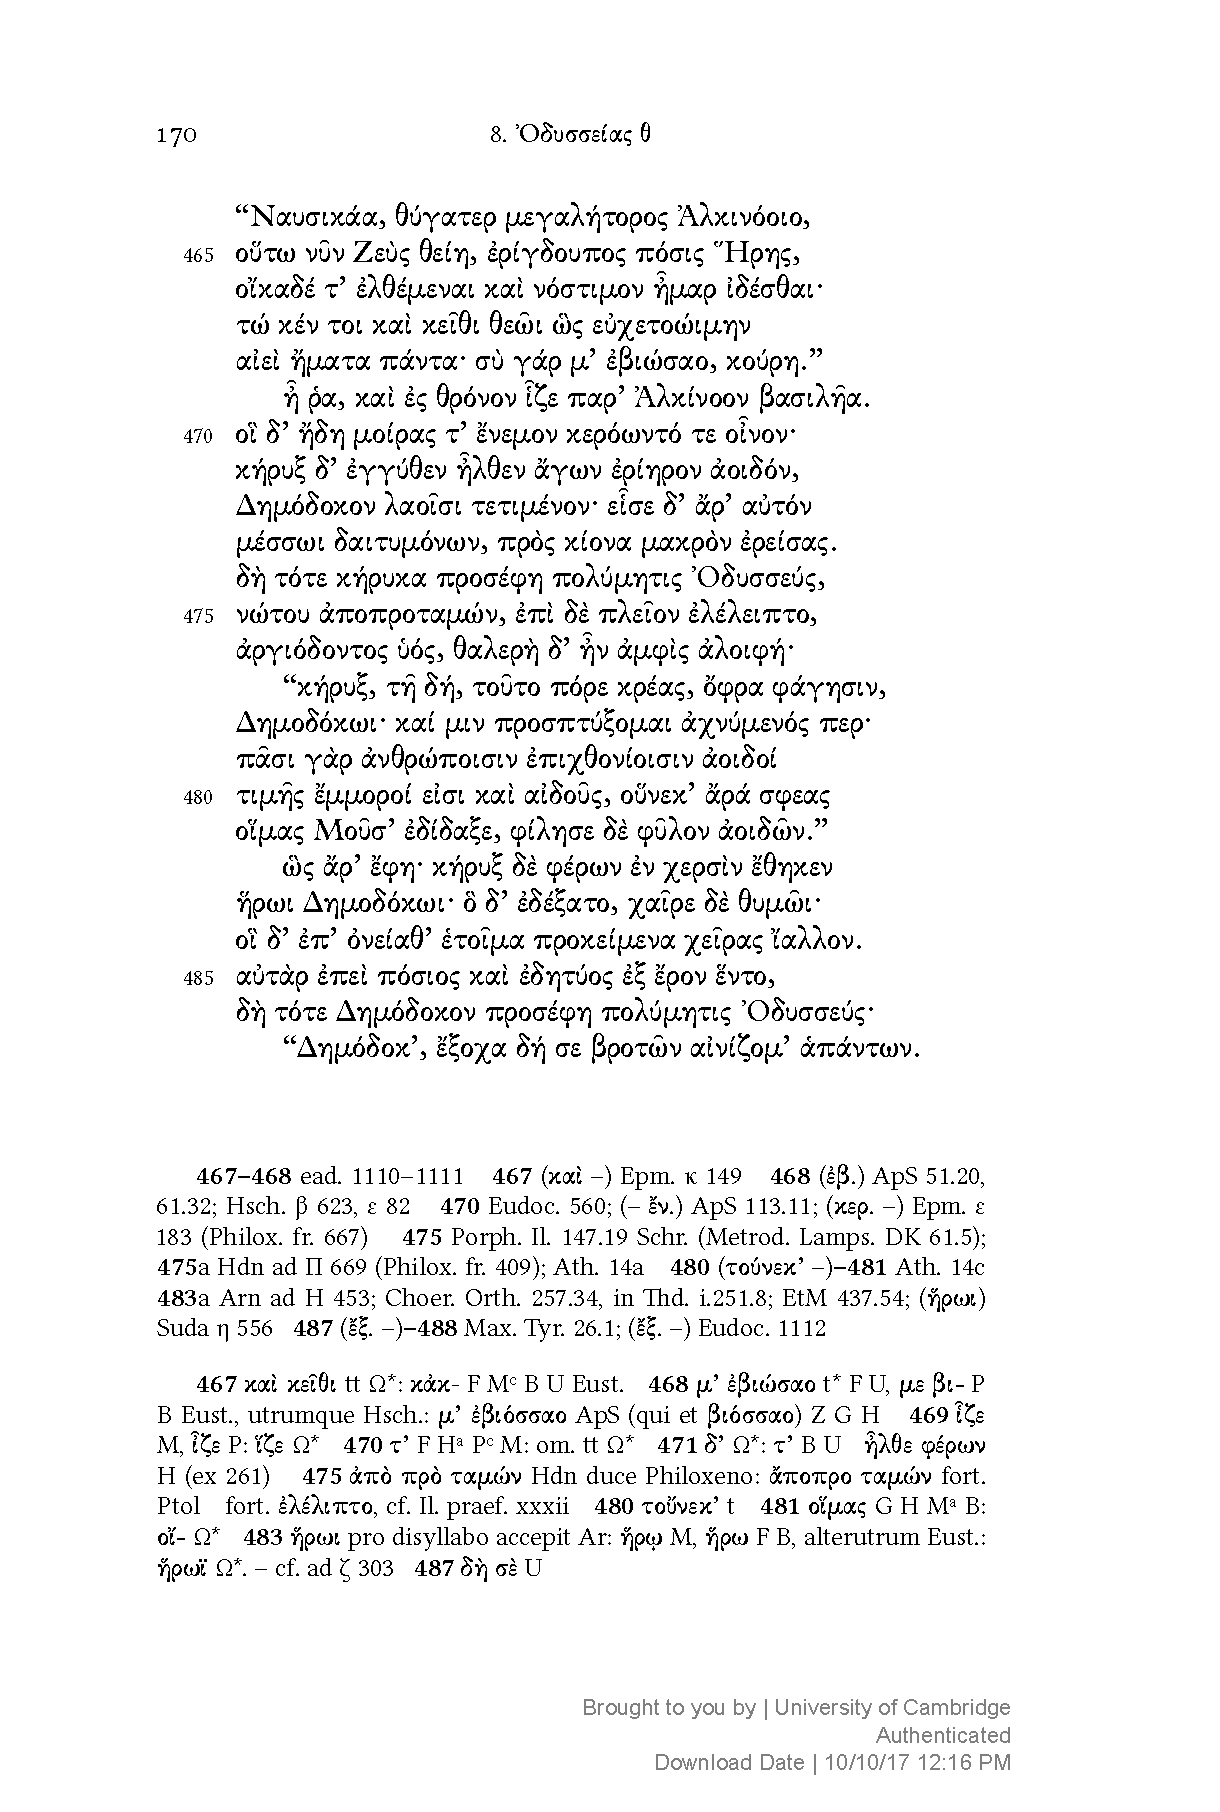 170 8. Ὀδυσσείας θ
“Ναυσικάα, θύγατερ μεγαλήτορος Ἀλκινόοιο,
465 οὕτω νῦν Ζεὺς θείη, ἐρίγδουπος πόσις Ἥρης,
οἴκαδέ τ’ ἐλθέμεναι καὶ νόστιμον ἦμαρ ἰδέσθαι·
τώ κέν τοι καὶ κεῖθι θεῶι ὣς εὐχετοώιμην
αἰεὶ ἤματα πάντα· σὺ γάρ μ’ ἐβιώσαο, κούρη.”
ἦ ῥα, καὶ ἐς θρόνον ἷζε παρ’ Ἀλκίνοον βασιλῆα.
470 οἳ δ’ ἤδη μοίρας τ’ ἔνεμον κερόωντό τε οἶνον·
κήρυξ δ’ ἐγγύθεν ἦλθεν ἄγων ἐρίηρον ἀοιδόν,
Δημόδοκον λαοῖσι τετιμένον· εἷσε δ’ ἄρ’ αὐτόν
μέσσωι δαιτυμόνων, πρὸς κίονα μακρὸν ἐρείσας.
δὴ τότε κήρυκα προσέφη πολύμητις Ὀδυσσεύς,
475 νώτου ἀποπροταμών, ἐπὶ δὲ πλεῖον ἐλέλειπτο,
ἀργιόδοντος ὑός, θαλερὴ δ’ ἦν ἀμφὶς ἀλοιφή·
“κήρυξ, τῆ δή, τοῦτο πόρε κρέας, ὄφρα φάγησιν,
Δημοδόκωι· καί μιν προσπτύξομαι ἀχνύμενός περ·
πᾶσι γὰρ ἀνθρώποισιν ἐπιχθονίοισιν ἀοιδοί
480 τιμῆς ἔμμοροί εἰσι καὶ αἰδοῦς, οὕνεκ’ ἄρά σφεας
οἵμας Μοῦσ’ ἐδίδαξε, φίλησε δὲ φῦλον ἀοιδῶν.”
ὣς ἄρ’ ἔφη· κήρυξ δὲ φέρων ἐν χερσὶν ἔθηκεν
ἥρωι Δημοδόκωι· ὃ δ’ ἐδέξατο, χαῖρε δὲ θυμῶι·
οἳ δ’ ἐπ’ ὀνείαθ’ ἑτοῖμα προκείμενα χεῖρας ἴαλλον.
485 αὐτὰρ ἐπεὶ πόσιος καὶ ἐδητύος ἐξ ἔρον ἕντο,
δὴ τότε Δημόδοκον προσέφη πολύμητις Ὀδυσσεύς·
“Δημόδοκ’, ἔξοχα δή σε βροτῶν αἰνίζομ’ ἁπάντων.
467–468 ead. 1110–1111 467 (καὶ –) Epm. κ 149 468 (ἐβ.) ApS 51.20,
61.32; Hsch. β 623, ε 82 470 Eudoc. 560; (– ἔν.) ApS 113.11; (κερ. –) Epm. ε
183 (Philox. fr. 667) 475 Porph. Il. 147.19 Schr. (Metrod. Lamps. DK 61.5);
475a Hdn ad Π 669 (Philox. fr. 409); Ath. 14a 480 (τούνεκ’ –)–481 Ath. 14c
483a Arn ad H 453; Choer. Orth. 257.34, in Thd. i.251.8; EtM 437.54; (ἥρωι)
Suda η 556 487 (ἔξ. –)–488 Max. Tyr. 26.1; (ἔξ. –) Eudoc. 1112
467 καὶ κεῖθι tt Ω*: κἀκ- F Mᶜ B U Eust. 468 μ’ ἐβιώσαο t* F U, με βι- P
B Eust., utrumque Hsch.: μ’ ἐβιόσσαο ApS (qui et βιόσσαο) Z G H 469 ἷζε
M, ἶζε P: ἵζε Ω* 470 τ’ F Hᵃ Pᶜ M: om. tt Ω* 471 δ’ Ω*: τ’ B U ἦλθε φέρων
H (ex 261) 475 ἀπὸ πρὸ ταμών Hdn duce Philoxeno: ἄποπρο ταμών fort.
Ptol fort. ἐλέλιπτο, cf. Il. praef. xxxii 480 τοὔνεκ’ t 481 οἵμας G H Mᵃ B:
οἴ- Ω* 483 ἥρωι pro disyllabo accepit Ar: ἥρῳ M, ἥρω F B, alterutrum Eust.:
ἥρωϊ Ω*. – cf. ad ζ 303 487 δὴ σὲ U
Brought to you by | University of Cambridge
Authenticated
Download Date | 10/10/17 12:16 PM